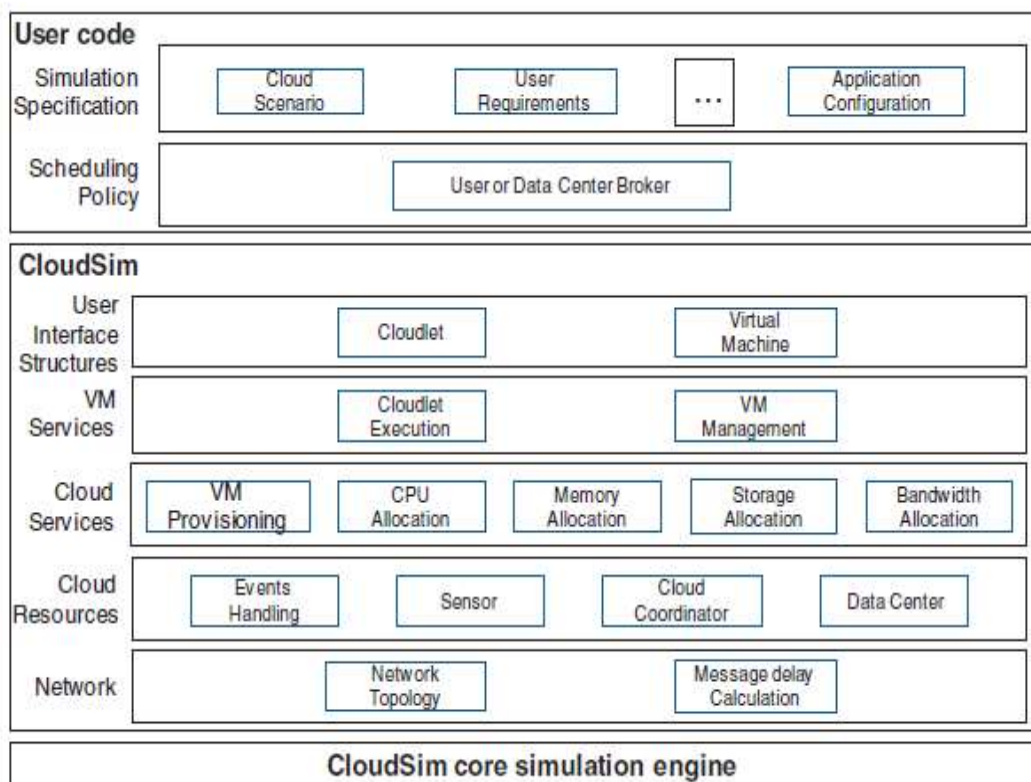 User code
Simulation
Specification
Cloud
Scenario
User
Requirements
...
Application
Configuration
Scheduling
Policy
User or Data Center Broker
CloudSim
User
Interface
Structures
Cloudlet
Virtual
Machine
VM
Services
Cloudlet
Execution
VM
Management
Cloud
Services
VM
Provisioning
CPU
Allocation
Memory
Allocation
Storage
Allocation
Bandwidth
Allocation
Cloud
Resources
Events
Handling
Sensor
Cloud
Coordinator
Data Center
Network
Network
Topology
Message delay
Calculation
CloudSim core simulation engine